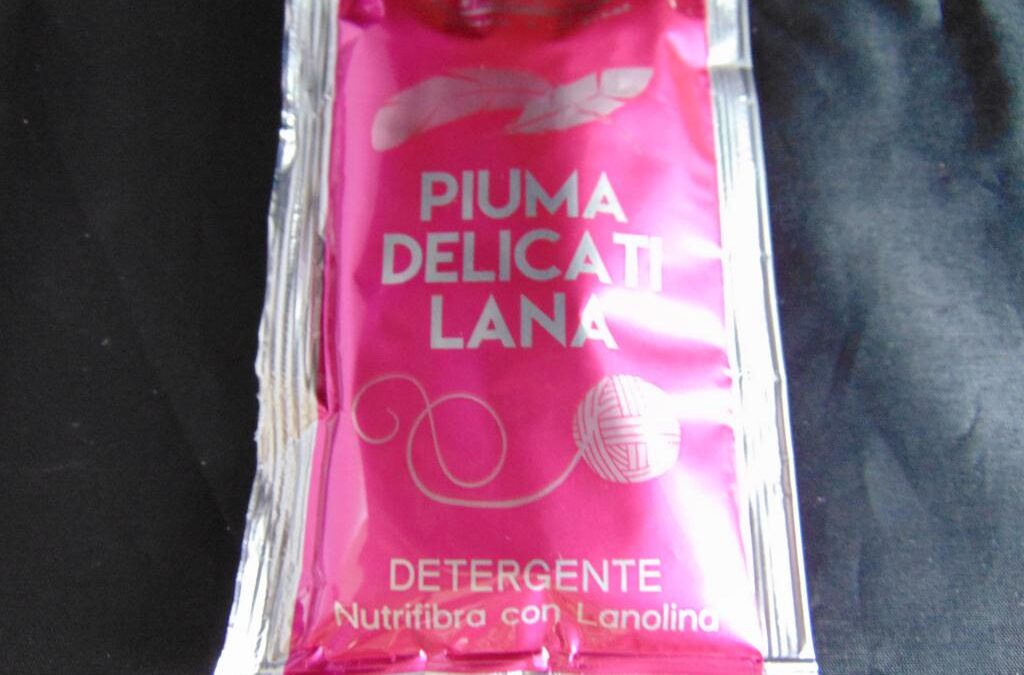 PIUMA
DELICATI
LANA
DETERGENTE
Nutrifibra con Lanolina